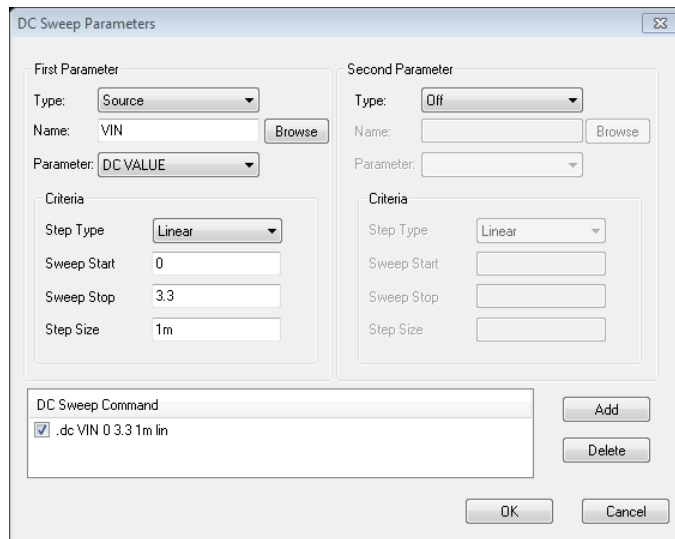 DC Sweep Parameters
First Parameter
Type: Source
Name: VIN Browse
Parameter: DC VALUE
Criteria
Step Type Linear
Sweep Start 0
Sweep Stop 3.3
Step Size 1m
Second Parameter
Type: Off
Name: Browse
Parameter:
Criteria
Step Type Linear
Sweep Start
Sweep Stop
Step Size
DC Sweep Command
.dc VIN 0 3.3 1m lin
Add
Delete
OK Cancel